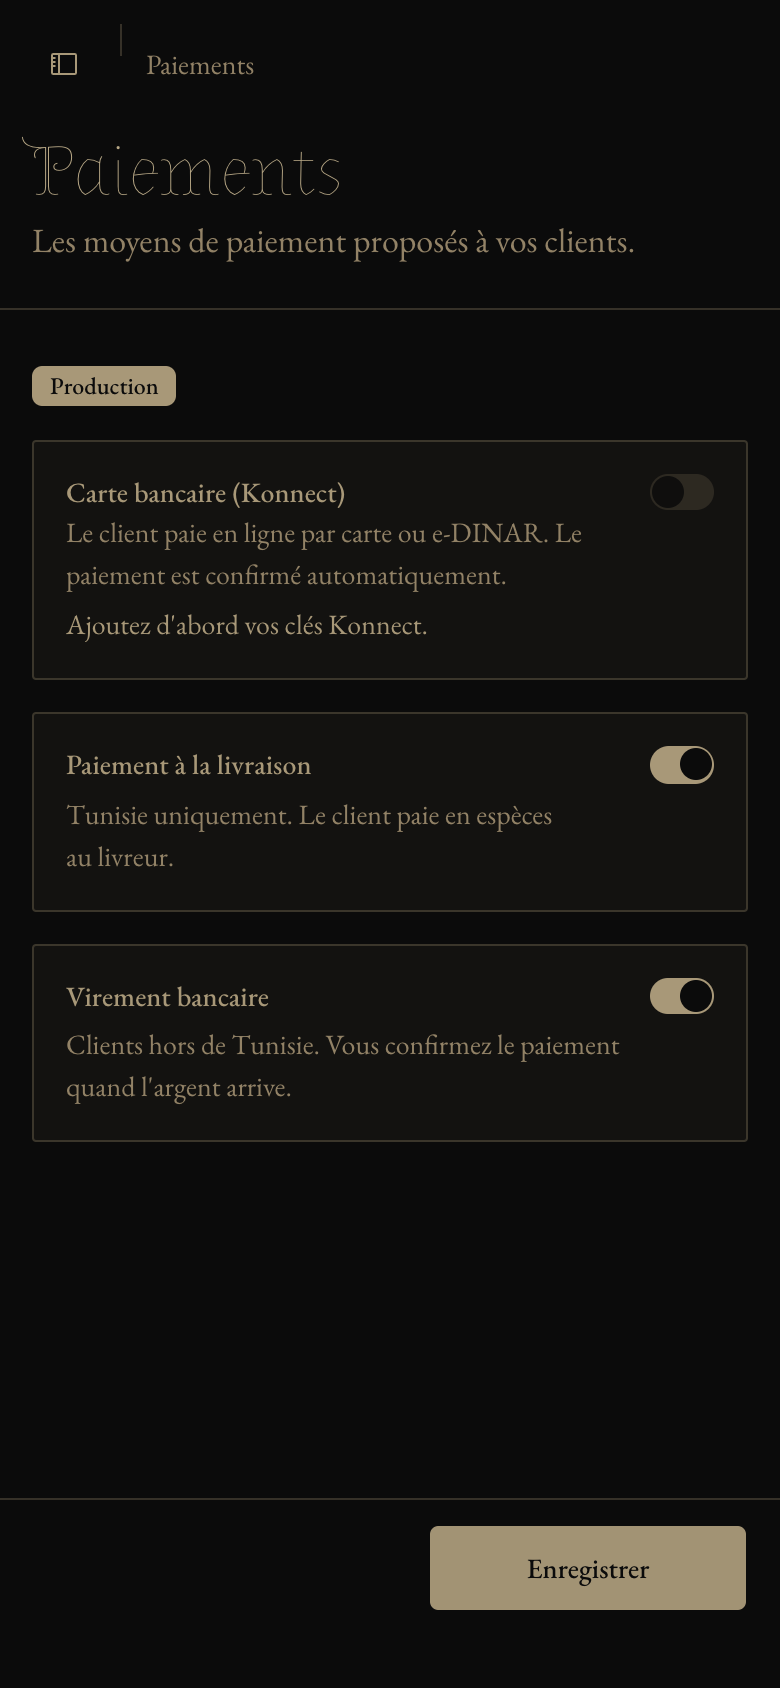 Paiements
Paiements
Les moyens de paiement proposés à vos clients.
Production
Carte bancaire (Konnect)
Le client paie en ligne par carte ou e-DINAR. Le
paiement est confirmé automatiquement.
Ajoutez d'abord vos clés Konnect.
Paiement à la livraison
Tunisie uniquement. Le client paie en espèces
au livreur.
Virement bancaire
Clients hors de Tunisie. Vous confirmez le paiement
quand l'argent arrive.
Enregistrer